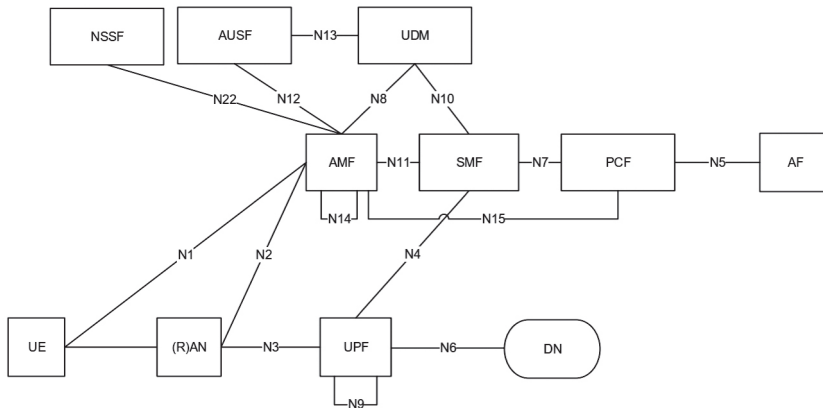 NSSF
AUSF
N13
UDM
N22
N12
N8
N10
AMF
N11
SMF
N7
PCF
N5
AF
N14
N15
N1
N2
N4
UE
(R)AN
N3
UPF
N6
DN
N9